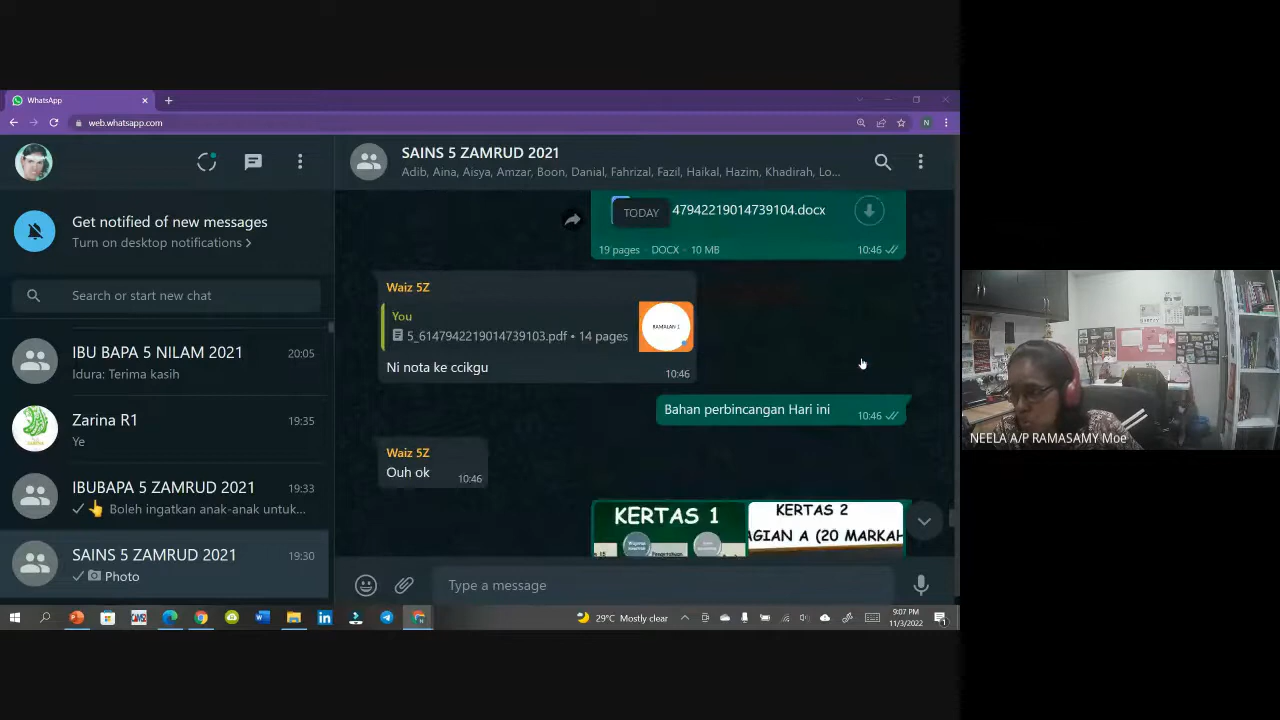 WhatsApp
web.whatsapp.com
SAINS 5 ZAMRUD 2021
Adib, Aina, Aisya, Amzar, Boon, Danial, Fahrizal, Fazil, Haikal, Hazim, Khadirah, Lo...
Get notified of new messages
Turn on desktop notifications
Search or start new chat
IBU BAPA 5 NILAM 2021 20:05
Idura: Terima kasih
Zarina R1 19:35
Ye
IBUBAPA 5 ZAMRUD 2021 19:33
Boleh ingatkan anak-anak untuk...
SAINS 5 ZAMRUD 2021 19:30
Photo
TODAY
47942219014739104.docx
19 pages · DOCX · 10 MB 10:46
Waiz 5Z
You
5_6147942219014739103.pdf • 14 pages
RAMALAN 1
Ni nota ke ccikgu
10:46
Bahan perbincangan Hari ini 10:46
Waiz 5Z
Ouh ok 10:46
KERTAS 1
KERTAS 2
AGIAN A (20 MARKAH
Type a message
29°C Mostly clear
9:07 PM
11/3/2022
NEELA A/P RAMASAMY Moe